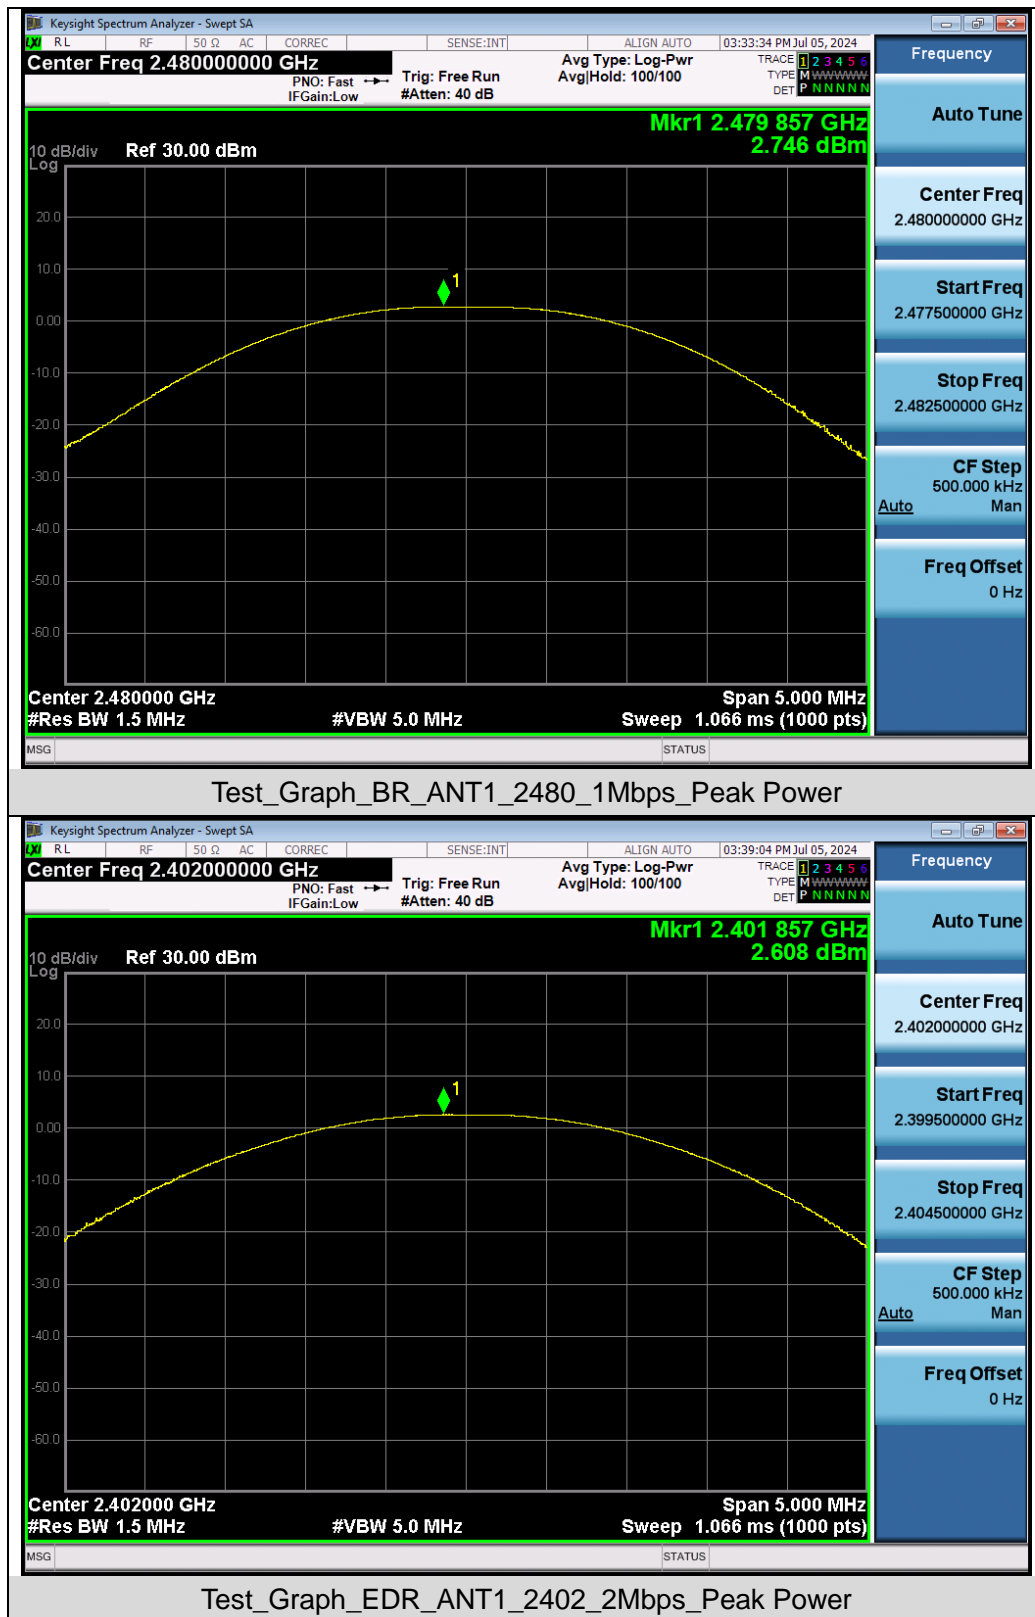 Keysight Spectrum Analyzer - Swept SA
LXI RL RF 50 Ω AC CORREC SENSE:INT ALIGN AUTO 03:33:34 PM Jul 05, 2024
Center Freq 2.480000000 GHz
PNO: Fast
IFGain:Low
Trig: Free Run
#Atten: 40 dB
Avg Type: Log-Pwr
Avg|Hold: 100/100
TRACE 1 2 3 4 5 6
TYPE M WWWWW
DET P N N N N N
Frequency
Mkr1 2.479 857 GHz
2.746 dBm
10 dB/div Ref 30.00 dBm
Log
20.0
10.0
0.00
-10.0
-20.0
-30.0
-40.0
-50.0
-60.0
1
Auto Tune
Center Freq
2.480000000 GHz
Start Freq
2.477500000 GHz
Stop Freq
2.482500000 GHz
CF Step
500.000 kHz
Auto Man
Freq Offset
0 Hz
Center 2.480000 GHz Span 5.000 MHz
#Res BW 1.5 MHz #VBW 5.0 MHz Sweep 1.066 ms (1000 pts)
MSG STATUS
Test_Graph_BR_ANT1_2480_1Mbps_Peak Power
Keysight Spectrum Analyzer - Swept SA
LXI RL RF 50 Ω AC CORREC SENSE:INT ALIGN AUTO 03:39:04 PM Jul 05, 2024
Center Freq 2.402000000 GHz
PNO: Fast
IFGain:Low
Trig: Free Run
#Atten: 40 dB
Avg Type: Log-Pwr
Avg|Hold: 100/100
TRACE 1 2 3 4 5 6
TYPE M WWWWW
DET P N N N N N
Frequency
Mkr1 2.401 857 GHz
2.608 dBm
10 dB/div Ref 30.00 dBm
Log
20.0
10.0
0.00
-10.0
-20.0
-30.0
-40.0
-50.0
-60.0
1
Auto Tune
Center Freq
2.402000000 GHz
Start Freq
2.399500000 GHz
Stop Freq
2.404500000 GHz
CF Step
500.000 kHz
Auto Man
Freq Offset
0 Hz
Center 2.402000 GHz Span 5.000 MHz
#Res BW 1.5 MHz #VBW 5.0 MHz Sweep 1.066 ms (1000 pts)
MSG STATUS
Test_Graph_EDR_ANT1_2402_2Mbps_Peak Power